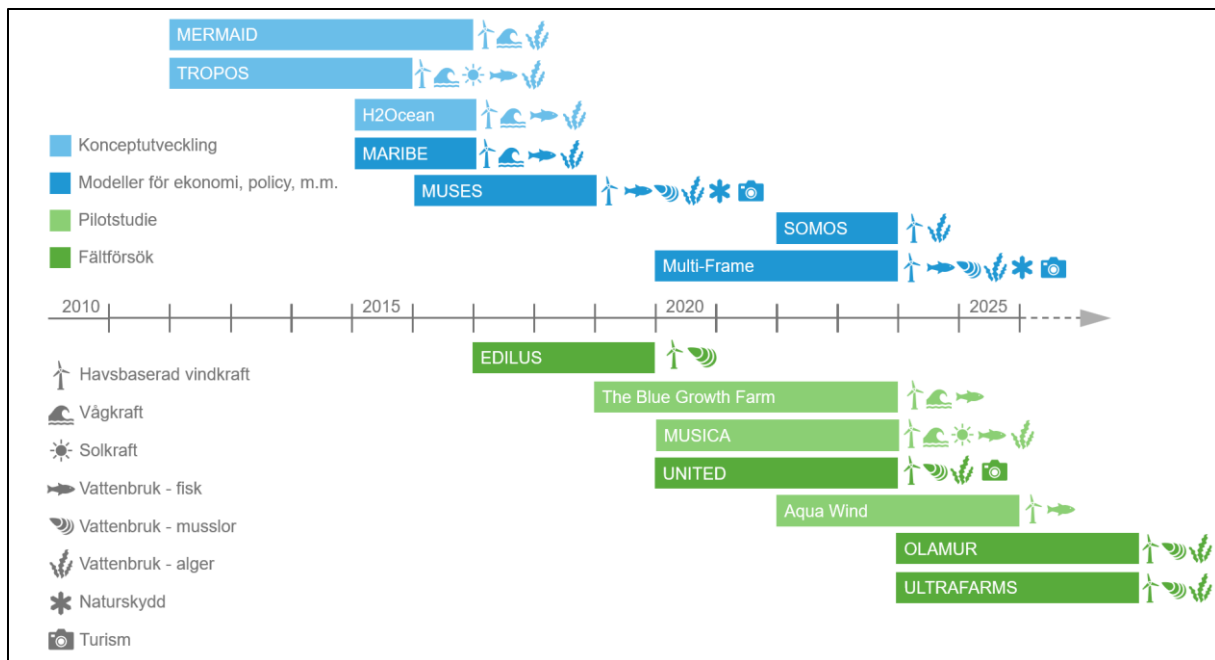 MERMAID
TROPOS
H2Ocean
Konceptutveckling
MARIBE
Modeller för ekonomi, policy, m.m.
MUSES
Pilotstudie
SOMOS
Fältförsök
Multi-Frame
2010 2015 2020 2025
EDILUS
Havsbaserad vindkraft
The Blue Growth Farm
Vågkraft
MUSICA
Solkraft
UNITED
Vattenbruk - fisk
Aqua Wind
Vattenbruk - musslor
OLAMUR
Vattenbruk - alger
ULTRAFARMS
Naturskydd
Turism